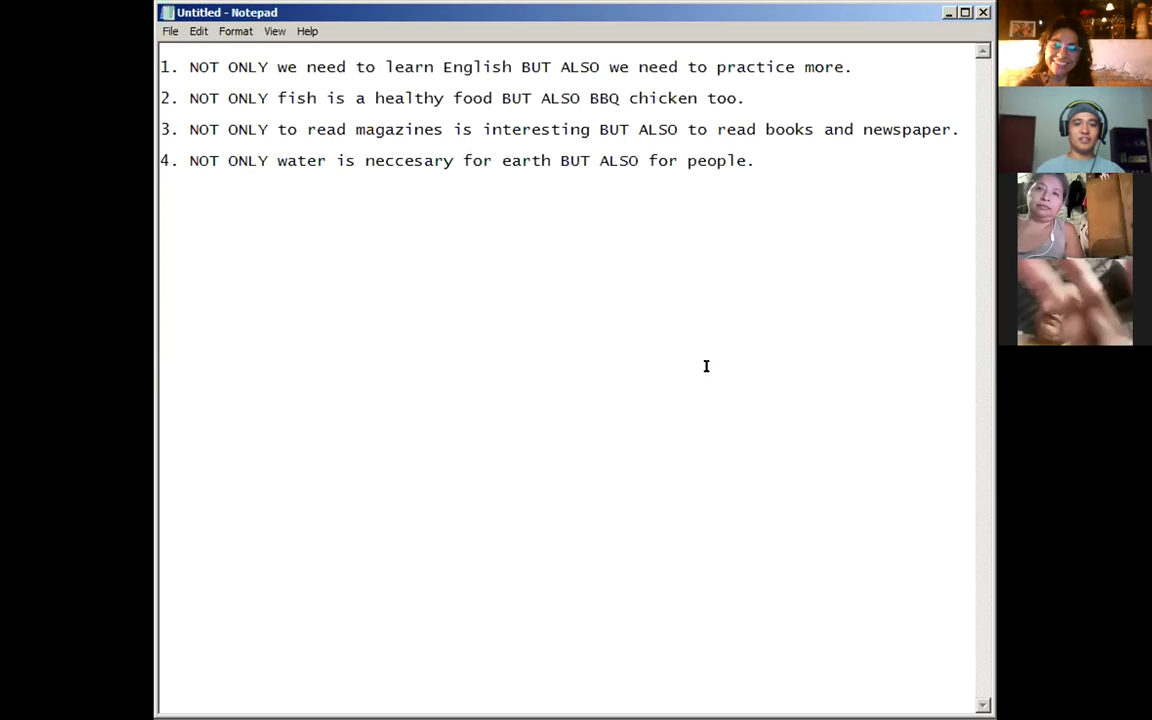 Untitled - Notepad
File Edit Format View Help
1. NOT ONLY we need to learn English BUT ALSO we need to practice more.
2. NOT ONLY fish is a healthy food BUT ALSO BBQ chicken too.
3. NOT ONLY to read magazines is interesting BUT ALSO to read books and newspaper.
4. NOT ONLY water is neccesary for earth BUT ALSO for people.